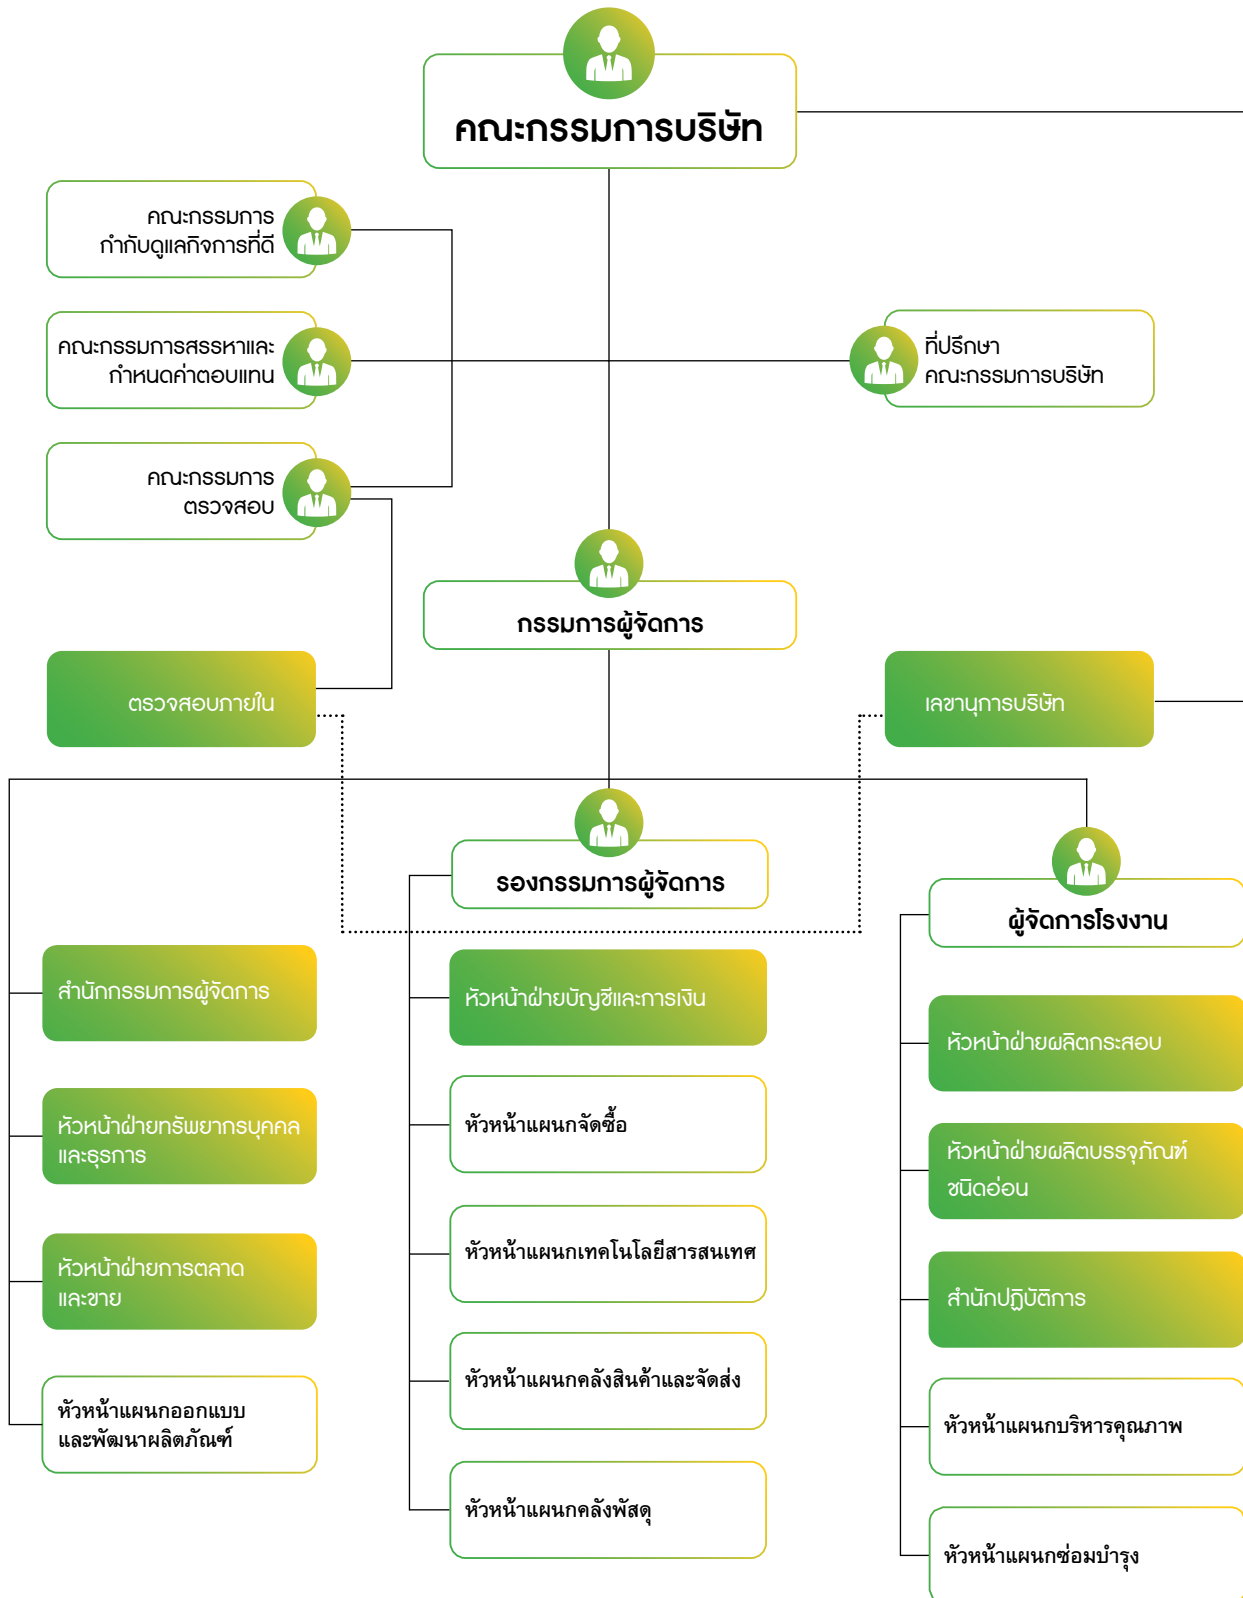 คณะกรรมการบริษัท
คณะกรรมการ
กำกับดูแลกิจการที่ดี
คณะกรรมการสรรหาและ
กำหนดค่าตอบแทน
ที่ปรึกษา
คณะกรรมการบริษัท
คณะกรรมการ
ตรวจสอบ
กรรมการผู้จัดการ
ตรวจสอบภายใน
เลขานุการบริษัท
รองกรรมการผู้จัดการ
ผู้จัดการโรงงาน
สำนักกรรมการผู้จัดการ
หัวหน้าฝ่ายทรัพยากรบุคคล
และธุรการ
หัวหน้าฝ่ายการตลาด
และขาย
หัวหน้าแผนกออกแบบ
และพัฒนาผลิตภัณฑ์
หัวหน้าฝ่ายบัญชีและการเงิน
หัวหน้าแผนกจัดซื้อ
หัวหน้าแผนกเทคโนโลยีสารสนเทศ
หัวหน้าแผนกคลังสินค้าและจัดส่ง
หัวหน้าแผนกคลังพัสดุ
หัวหน้าฝ่ายผลิตกระสอบ
หัวหน้าฝ่ายผลิตบรรจุภัณฑ์
ชนิดอ่อน
สำนักปฏิบัติการ
หัวหน้าแผนกบริหารคุณภาพ
หัวหน้าแผนกซ่อมบำรุง